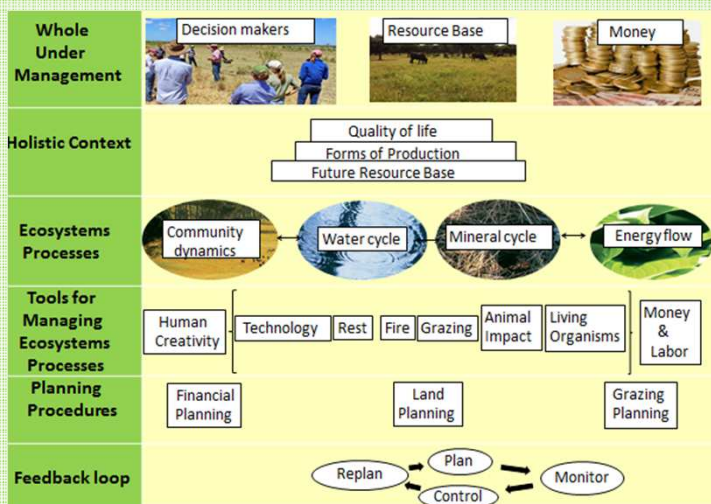 Whole
Under
Management
Decision makers
Resource Base
Money
Holistic Context
Quality of life
Forms of Production
Future Resource Base
Ecosystems
Processes
Community
dynamics
Water cycle
Mineral cycle
Energy flow
Tools for
Managing
Ecosystems
Processes
Human
Creativity
Technology
Rest
Fire
Grazing
Animal
Impact
Living
Organisms
Money
&
Labor
Planning
Procedures
Financial
Planning
Land
Planning
Grazing
Planning
Feedback loop
Replan
Plan
Monitor
Control